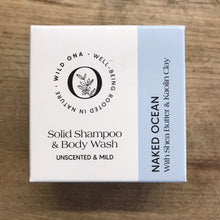 WILD ONA • WELL-BEING ROOTED IN NATURE •
Solid Shampoo
& Body Wash
UNSCENTED & MILD
NAKED OCEAN
With Shea Butter & Kaolin Clay